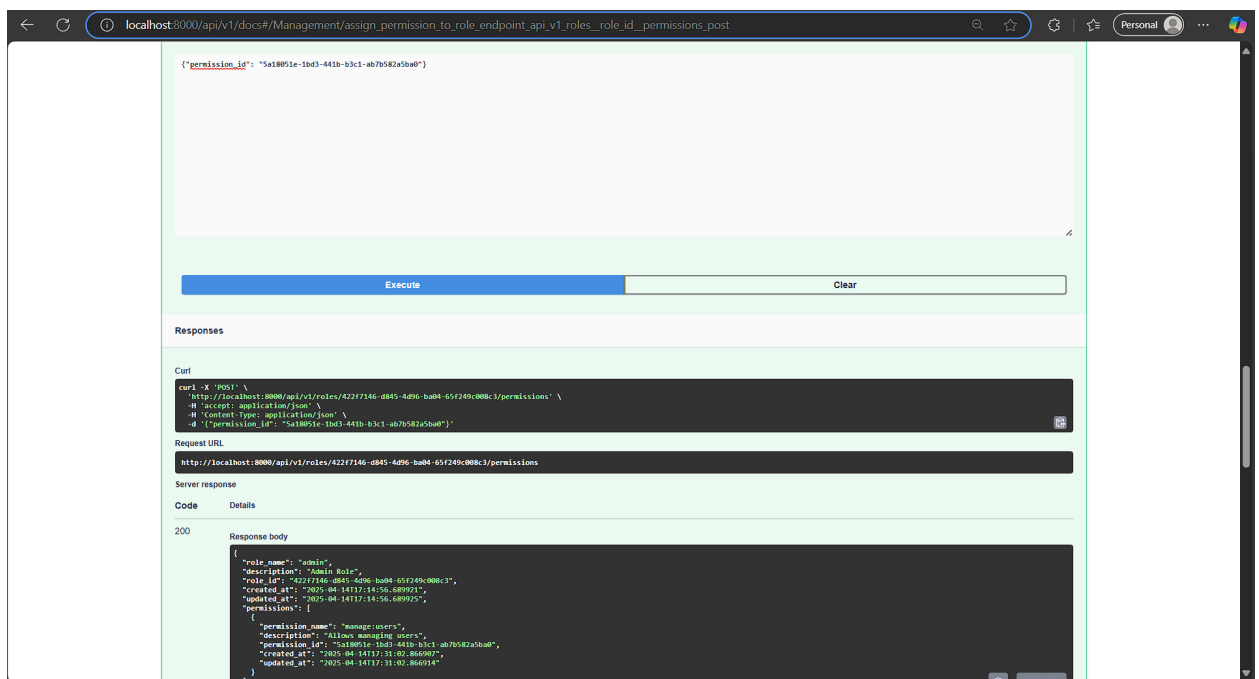 localhost:8000/api/v1/docs#/Management/assign_permission_to_role_endpoint_api_v1_roles__role_id__permissions_post
Personal
{"permission_id": "5a18051e-1bd3-441b-b3c1-ab7b582a5ba0"}
Execute
Clear
Responses
Curl
curl -X 'POST' \
'http://localhost:8000/api/v1/roles/422f7146-d845-4d96-ba04-65f249c008c3/permissions' \
-H 'accept: application/json' \
-H 'Content-Type: application/json' \
-d '{"permission_id": "5a18051e-1bd3-441b-b3c1-ab7b582a5ba0"}'
Request URL
http://localhost:8000/api/v1/roles/422f7146-d845-4d96-ba04-65f249c008c3/permissions
Server response
Code Details
200
Response body
{
"role_name": "admin",
"description": "Admin Role",
"role_id": "422f7146-d845-4d96-ba04-65f249c008c3",
"created_at": "2025-04-14T17:14:56.689921",
"updated_at": "2025-04-14T17:14:56.689925",
"permissions": [
{
"permission_name": "manage:users",
"description": "Allows managing users",
"permission_id": "5a18051e-1bd3-441b-b3c1-ab7b582a5ba0",
"created_at": "2025-04-14T17:31:02.866907",
"updated_at": "2025-04-14T17:31:02.866914"
}